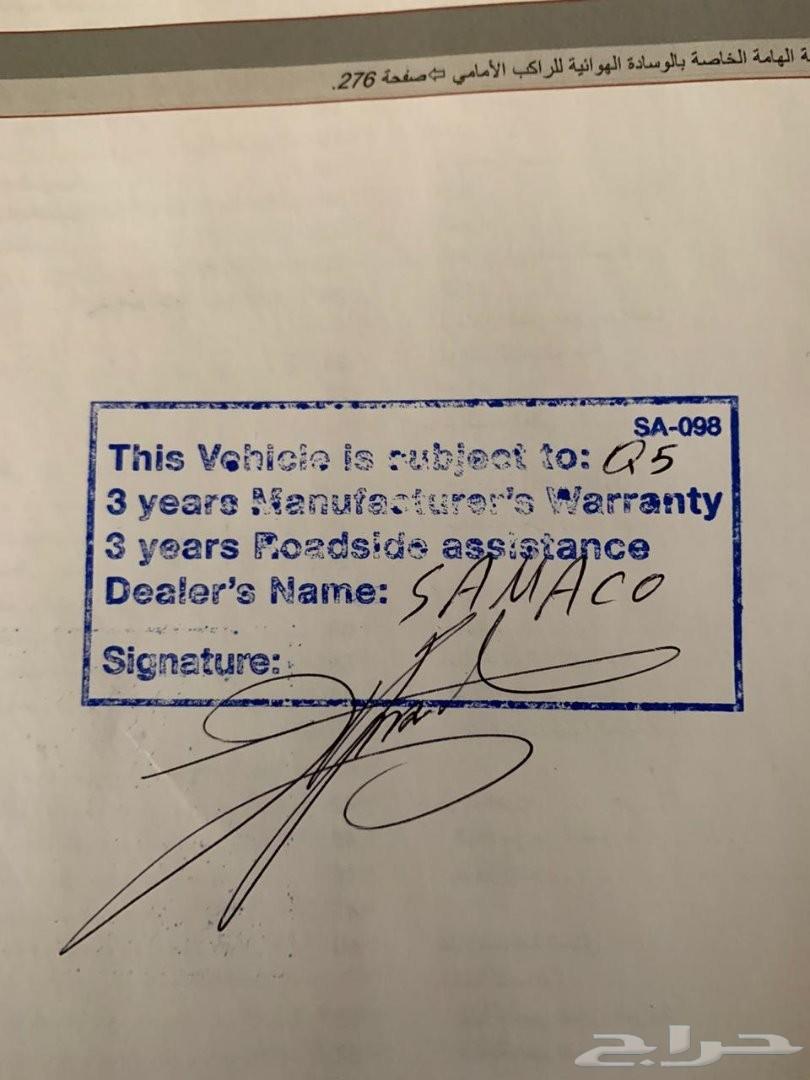 ة الهامة الخاصة بالوسادة الهوائية للراكب الأمامي ⇦صفحة 276.
SA-098
This Vehicle is subject to: Q5
3 years Manufacturer's Warranty
3 years Roadside assistance
Dealer's Name: SAMACO
Signature:
حراج